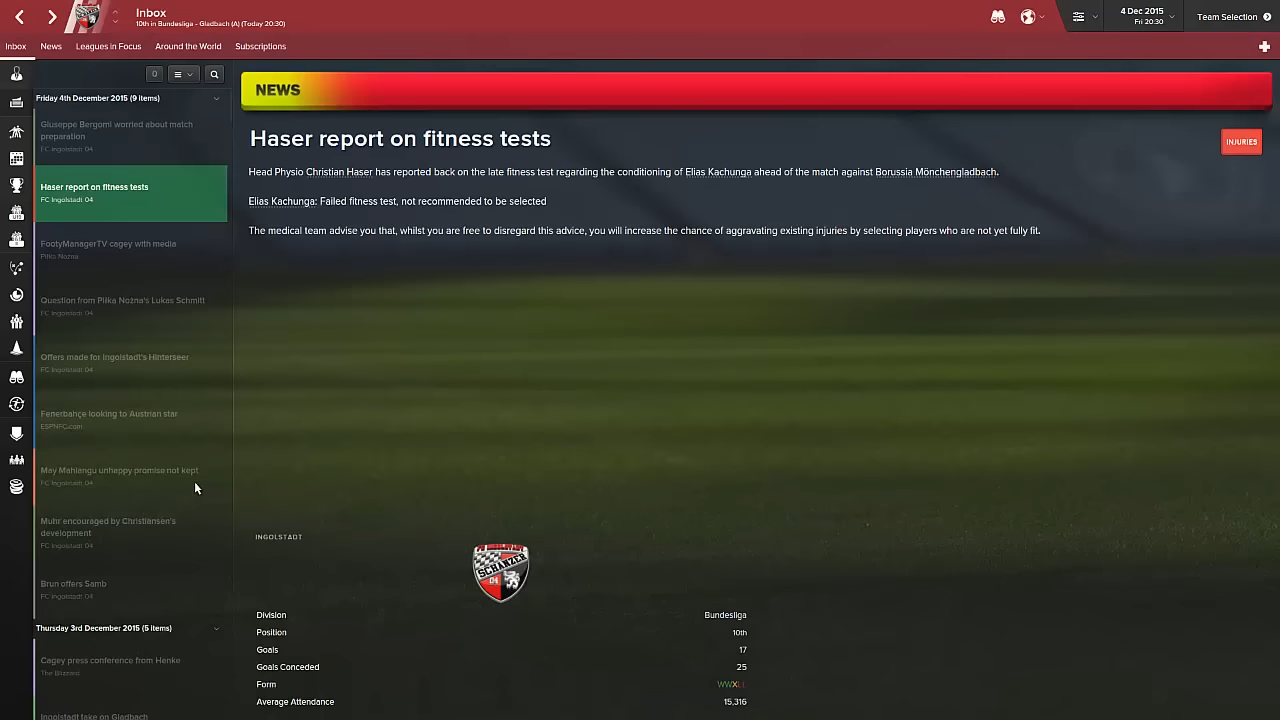 Inbox
10th in Bundesliga - Gladbach (A) (Today 20:30)
4 Dec 2015
Fri 20:30
Team Selection
Inbox News Leagues in Focus Around the World Subscriptions
0
Friday 4th December 2015 (9 items)
Giuseppe Bergomi worried about match
preparation
FC Ingolstadt 04
Haser report on fitness tests
FC Ingolstadt 04
FootyManagerTV cagey with media
Piłka Nożna
Question from Piłka Nożna's Lukas Schmitt
FC Ingolstadt 04
Offers made for Ingolstadt's Hinterseer
FC Ingolstadt 04
Fenerbahçe looking to Austrian star
ESPNFC.com
May Mahlangu unhappy promise not kept
FC Ingolstadt 04
Muhr encouraged by Christiansen's
development
FC Ingolstadt 04
Brun offers Samb
FC Ingolstadt 04
Thursday 3rd December 2015 (5 items)
Cagey press conference from Henke
The Blizzard
Ingolstadt take on Gladbach
NEWS
Haser report on fitness tests
INJURIES
Head Physio Christian Haser has reported back on the late fitness test regarding the conditioning of Elias Kachunga ahead of the match against Borussia Mönchengladbach.
Elias Kachunga: Failed fitness test, not recommended to be selected
The medical team advise you that, whilst you are free to disregard this advice, you will increase the chance of aggravating existing injuries by selecting players who are not yet fully fit.
INGOLSTADT
SCHANZER
04
Division Bundesliga
Position 10th
Goals 17
Goals Conceded 25
Form WWXLL
Average Attendance 15,316